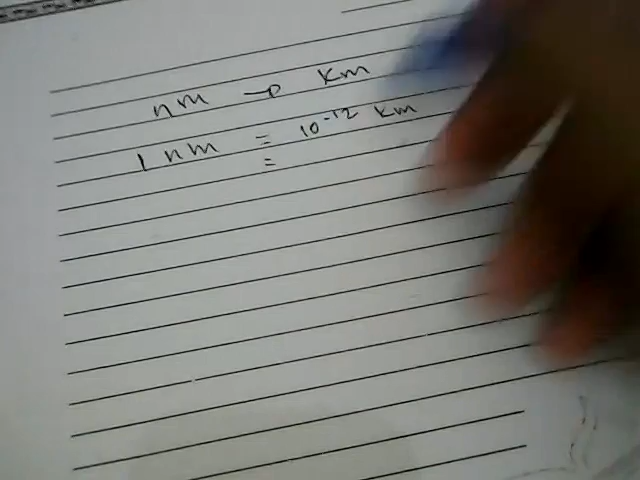 nm → km
1 nm = 10⁻¹² km
=